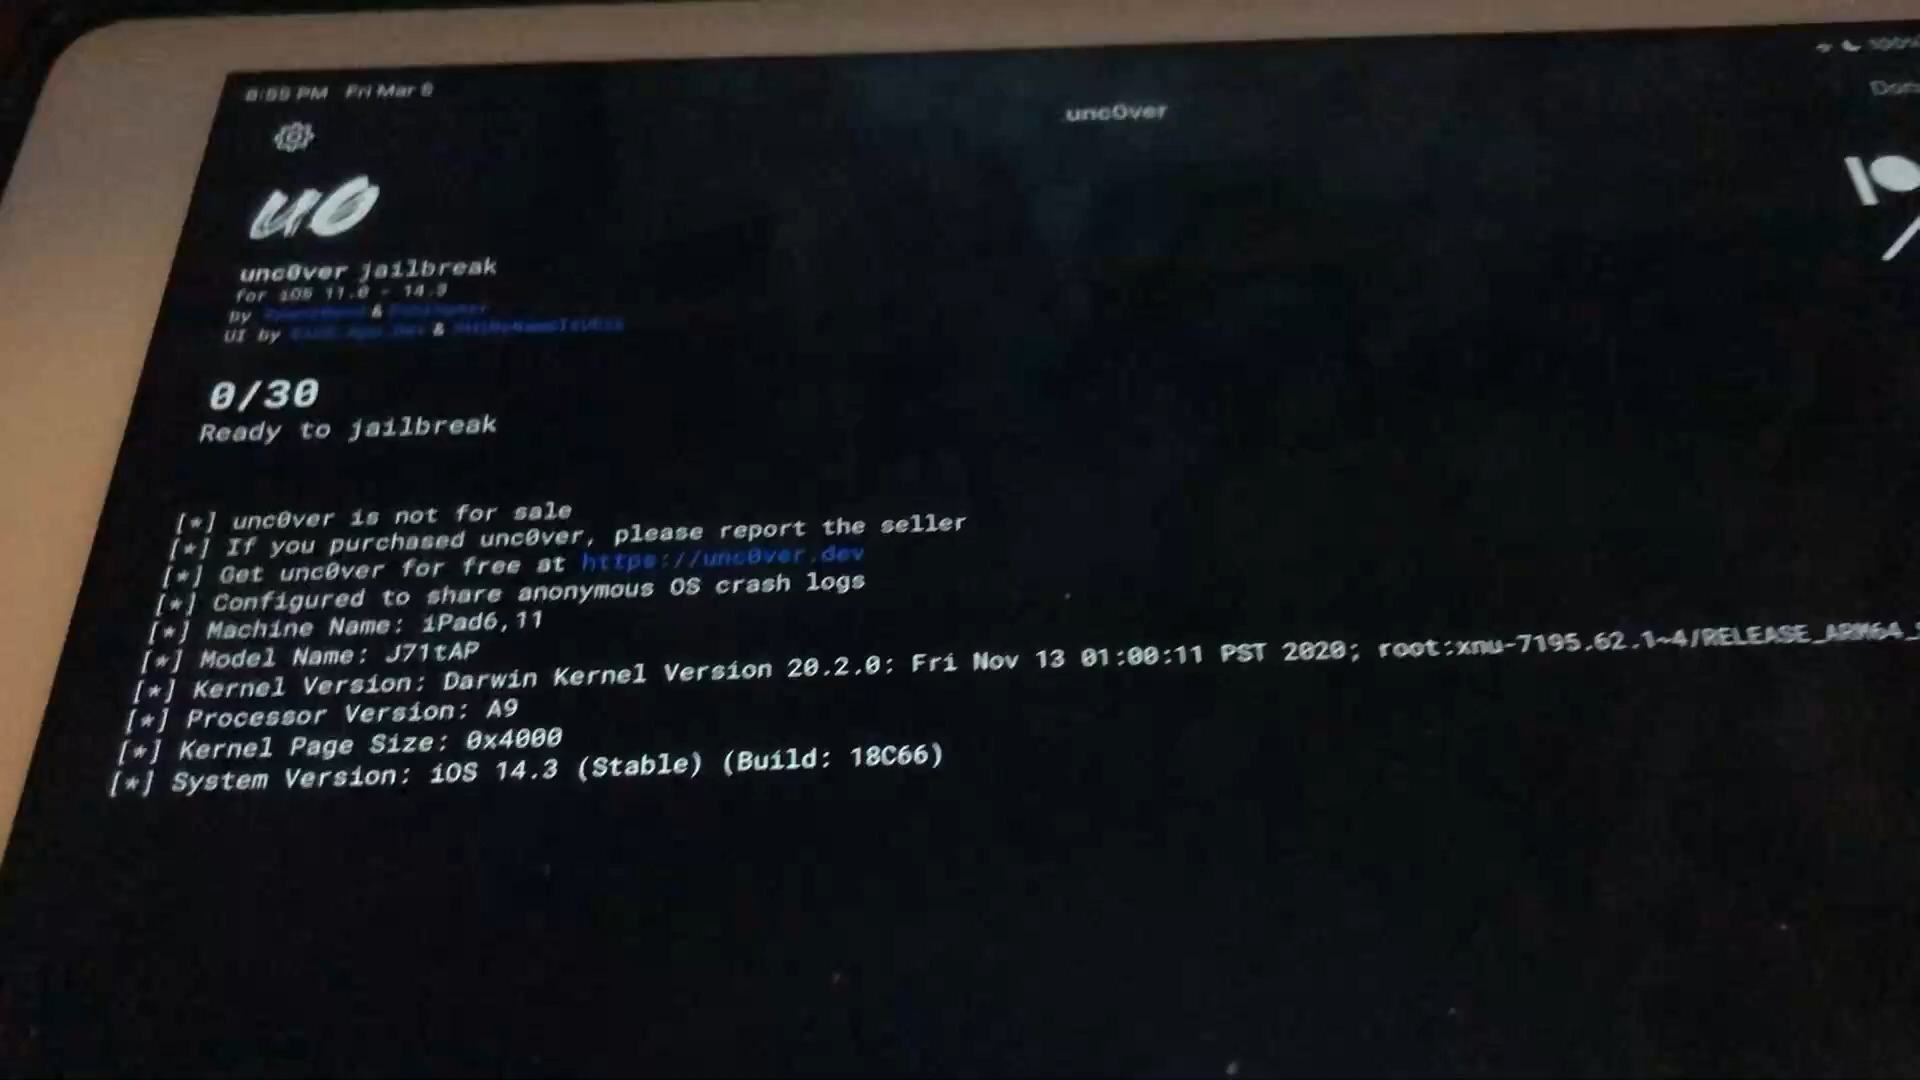 8:55 PM Fri Mar
100%
unc0ver
Don
u0
unc0ver jailbreak
for iOS 11.0 - 14.3
by &
UI by &
0/30
Ready to jailbreak
[*] unc0ver is not for sale
[*] If you purchased unc0ver, please report the seller
[*] Get unc0ver for free at https://unc0ver.dev
[*] Configured to share anonymous OS crash logs
[*] Machine Name: iPad6,11
[*] Model Name: J71tAP
[*] Kernel Version: Darwin Kernel Version 20.2.0: Fri Nov 13 01:00:11 PST 2020; root:xnu-7195.62.1~4/RELEASE_ARM64_
[*] Processor Version: A9
[*] Kernel Page Size: 0x4000
[*] System Version: iOS 14.3 (Stable) (Build: 18C66)